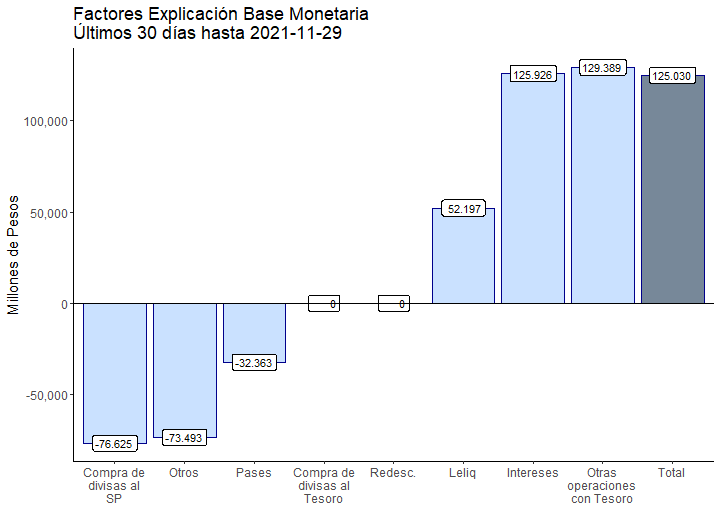 Factores Explicación Base Monetaria
Últimos 30 días hasta 2021-11-29
Millones de Pesos
100,000
50,000
0
-50,000
-76.625
-73.493
-32.363
0
0
52.197
125.926
129.389
125.030
Compra de
divisas al
SP
Otros
Pases
Compra de
divisas al
Tesoro
Redesc.
Leliq
Intereses
Otras
operaciones
con Tesoro
Total